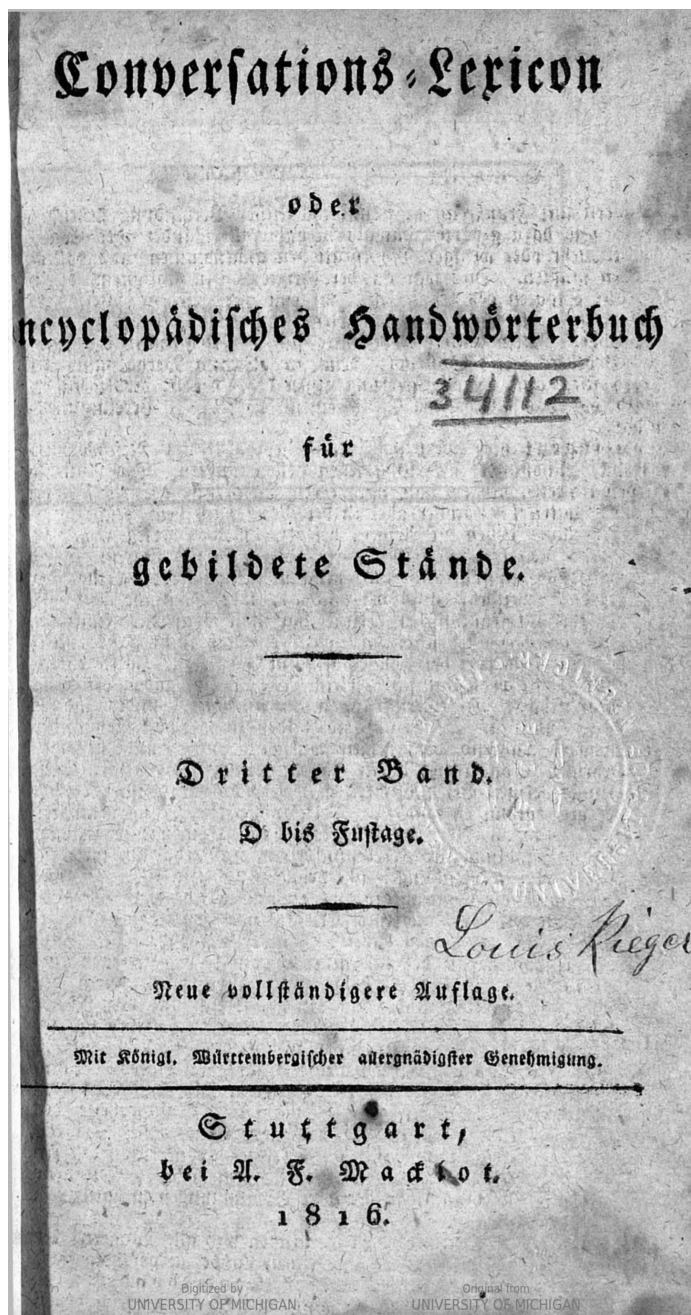 Conversations-Lexicon
oder
ncyclopädisches Handwörterbuch
34112
für
gebildete Stände.
Dritter Band.
D bis Fustage.
Louis Rieger
Neue vollständigere Auflage.
Mit Königl. Württembergischer allergnädigster Genehmigung.
Stuttgart,
bei A. F. Macklot.
1816.
Digitized by
UNIVERSITY OF MICHIGAN
Original from
UNIVERSITY OF MICHIGAN